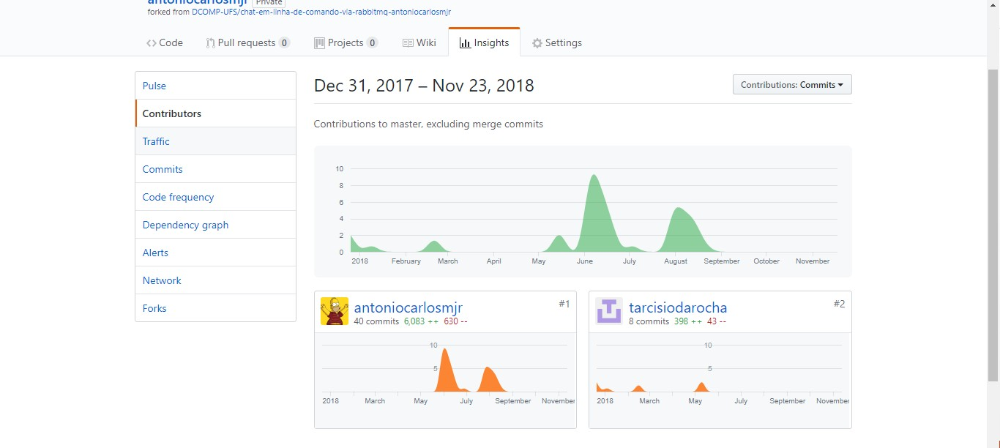 antoniocarlosmjr Private
forked from DCOMP-UFS/chat-em-linha-de-comando-via-rabbitmq-antoniocarlosmjr
Code Pull requests 0 Projects 0 Wiki Insights Settings
Pulse
Contributors
Traffic
Commits
Code frequency
Dependency graph
Alerts
Network
Forks
Dec 31, 2017 – Nov 23, 2018
Contributions: Commits
Contributions to master, excluding merge commits
10
8
6
4
2
0
2018 February March April May June July August September October November
antoniocarlosmjr #1
40 commits 6,083 ++ 630 --
10
5
2018 March May July September November
tarcisiodarocha #2
8 commits 398 ++ 43 --
10
5
2018 March May July September November